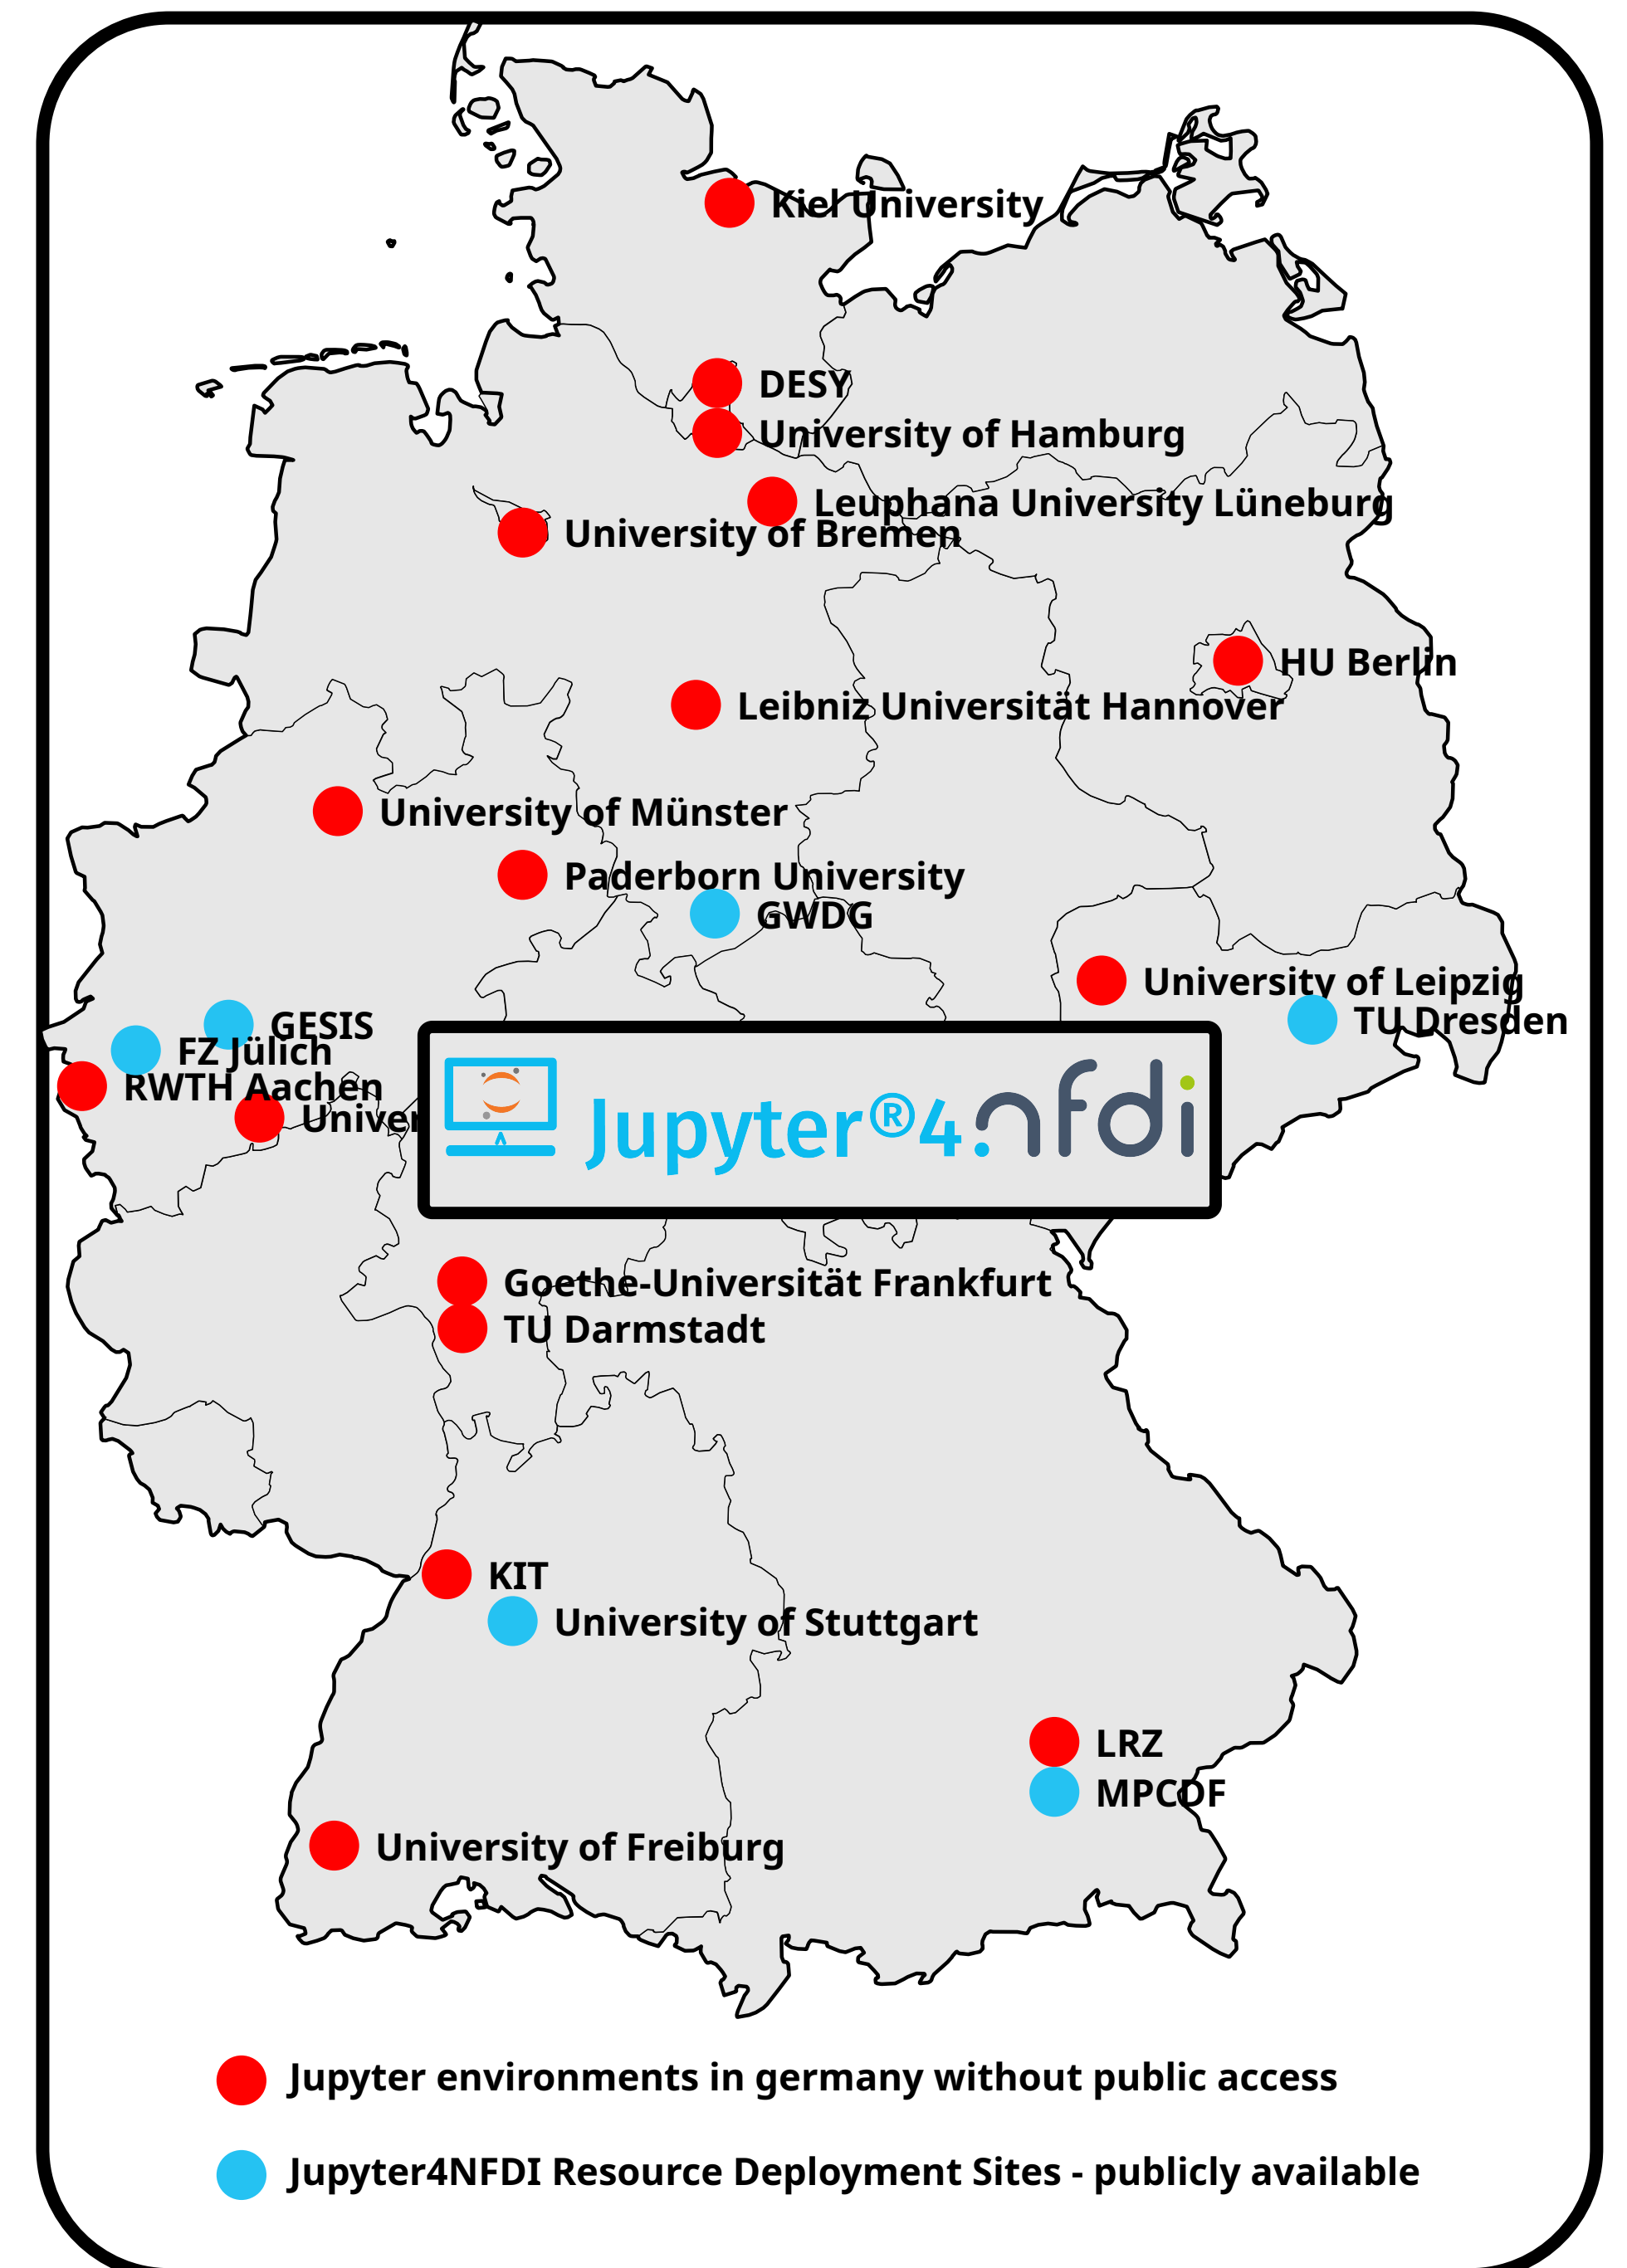 Kiel University
DESY
University of Hamburg
Leuphana University Lüneburg
University of Bremen
HU Berlin
Leibniz Universität Hannover
University of Münster
Paderborn University
GWDG
University of Leipzig
TU Dresden
GESIS
FZ Jülich
RWTH Aachen
Jupyter®4nfdi
Goethe-Universität Frankfurt
TU Darmstadt
KIT
University of Stuttgart
LRZ
MPCDF
University of Freiburg
Jupyter environments in germany without public access
Jupyter4NFDI Resource Deployment Sites - publicly available